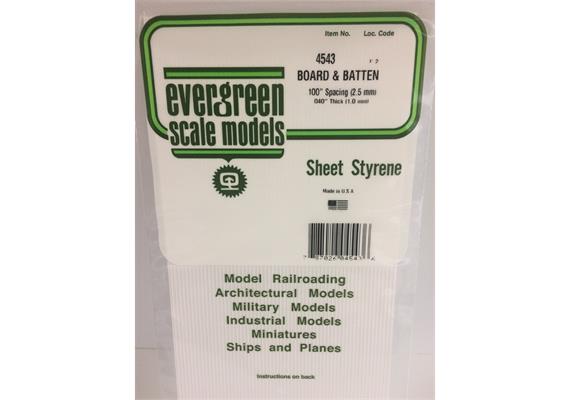 Item No. Loc. Code
4543
BOARD & BATTEN
100" Spacing (2.5 mm)
040" Thick (1.0 mm)
evergreen
scale models
Sheet Styrene
Made in U.S.A
Model Railroading
Architectural Models
Military Models
Industrial Models
Miniatures
Ships and Planes
Instructions on back